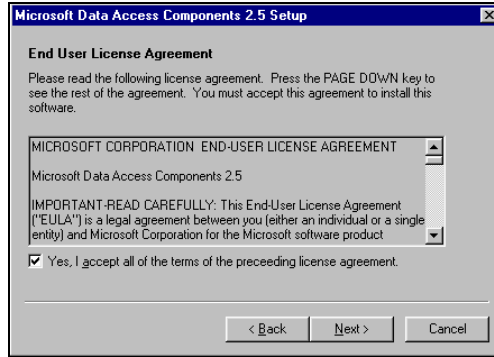 Microsoft Data Access Components 2.5 Setup
End User License Agreement
Please read the following license agreement. Press the PAGE DOWN key to
see the rest of the agreement. You must accept this agreement to install this
software.
MICROSOFT CORPORATION END-USER LICENSE AGREEMENT
Microsoft Data Access Components 2.5
IMPORTANT-READ CAREFULLY: This End-User License Agreement
("EULA") is a legal agreement between you (either an individual or a single
entity) and Microsoft Corporation for the Microsoft software product
Yes, I accept all of the terms of the preceeding license agreement.
< Back Next > Cancel